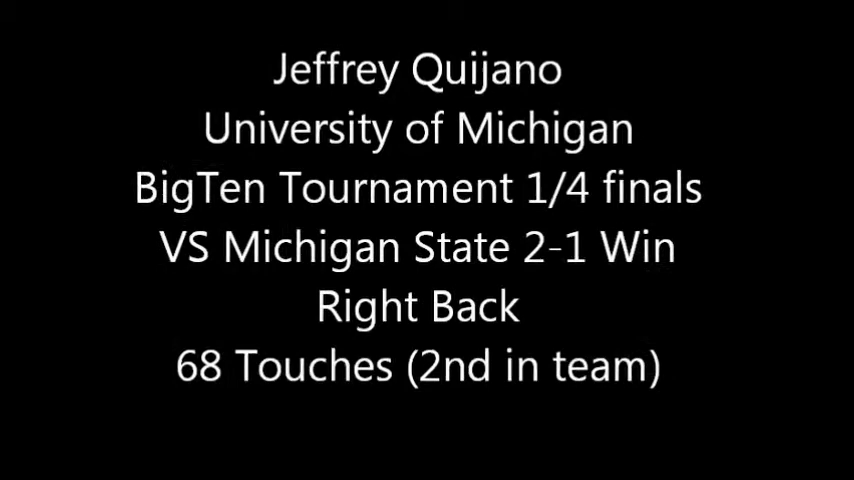 Jeffrey Quijano
University of Michigan
BigTen Tournament 1/4 finals
VS Michigan State 2-1 Win
Right Back
68 Touches (2nd in team)